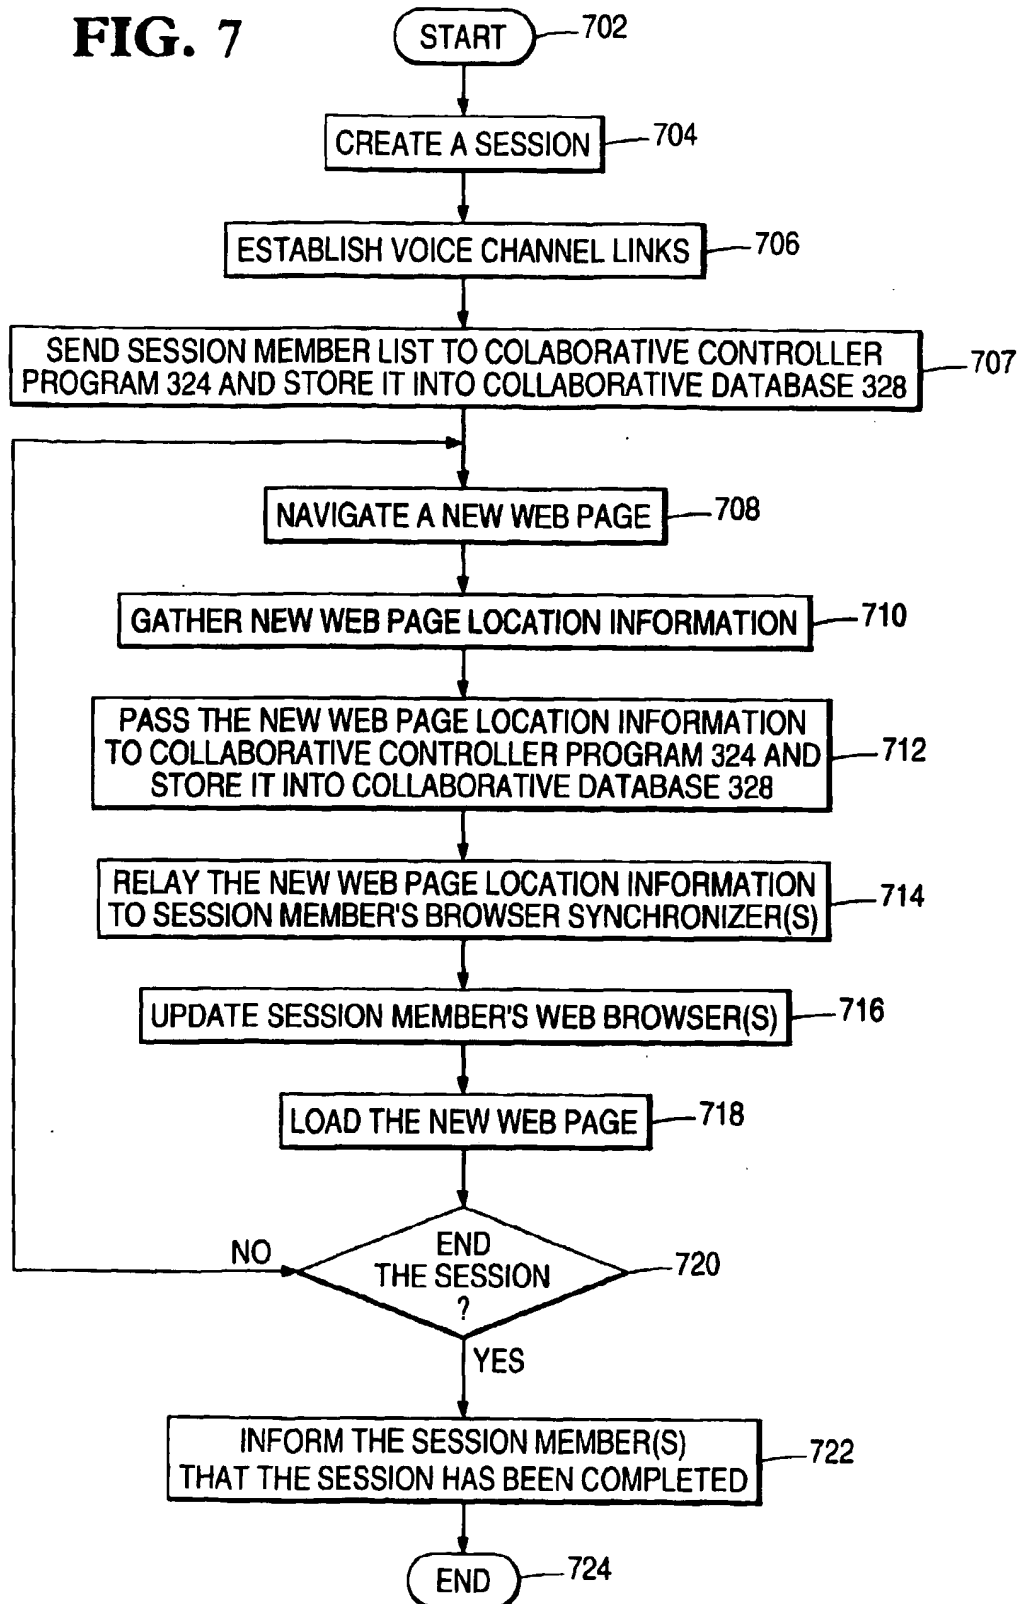 FIG. 7
START
702
CREATE A SESSION
704
ESTABLISH VOICE CHANNEL LINKS
706
SEND SESSION MEMBER LIST TO COLABORATIVE CONTROLLER
PROGRAM 324 AND STORE IT INTO COLLABORATIVE DATABASE 328
707
NAVIGATE A NEW WEB PAGE
708
GATHER NEW WEB PAGE LOCATION INFORMATION
710
PASS THE NEW WEB PAGE LOCATION INFORMATION
TO COLLABORATIVE CONTROLLER PROGRAM 324 AND
STORE IT INTO COLLABORATIVE DATABASE 328
712
RELAY THE NEW WEB PAGE LOCATION INFORMATION
TO SESSION MEMBER'S BROWSER SYNCHRONIZER(S)
714
UPDATE SESSION MEMBER'S WEB BROWSER(S)
716
LOAD THE NEW WEB PAGE
718
NO
END
THE SESSION
?
720
YES
INFORM THE SESSION MEMBER(S)
THAT THE SESSION HAS BEEN COMPLETED
722
END
724